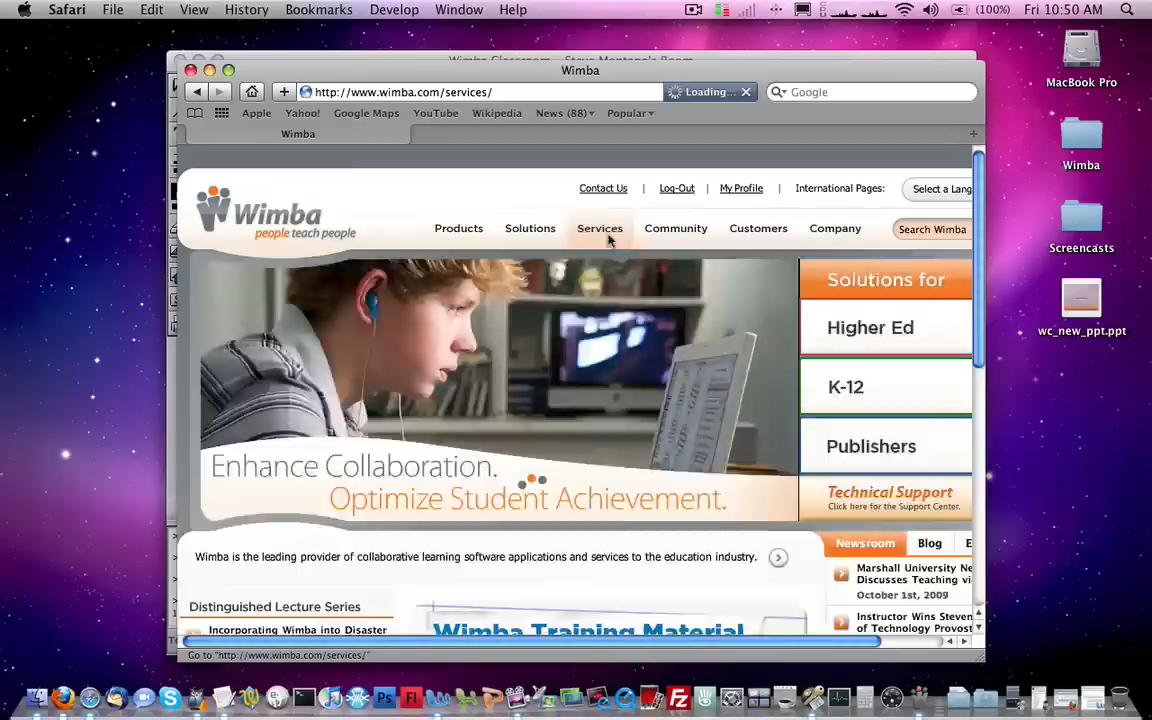 Safari File Edit View History Bookmarks Develop Window Help (100%) Fri 10:50 AM
Wimba
http://www.wimba.com/services/ Loading... Google
Apple Yahoo! Google Maps YouTube Wikipedia News (88) Popular
Wimba
Contact Us | Log-Out | My Profile | International Pages: Select a Lang
Wimba
people teach people
Products Solutions Services Community Customers Company Search Wimba
Solutions for
Higher Ed
K-12
Publishers
Technical Support
Click here for the Support Center.
Enhance Collaboration.
Optimize Student Achievement.
Wimba is the leading provider of collaborative learning software applications and services to the education industry.
Newsroom Blog E
Marshall University Ne
Discusses Teaching vi
October 1st, 2009
Instructor Wins Steven
of Technology Provost
Distinguished Lecture Series
Incorporating Wimba into Disaster
Wimba Training Material
Go to "http://www.wimba.com/services/"
MacBook Pro
Wimba
Screencasts
wc_new_ppt.ppt